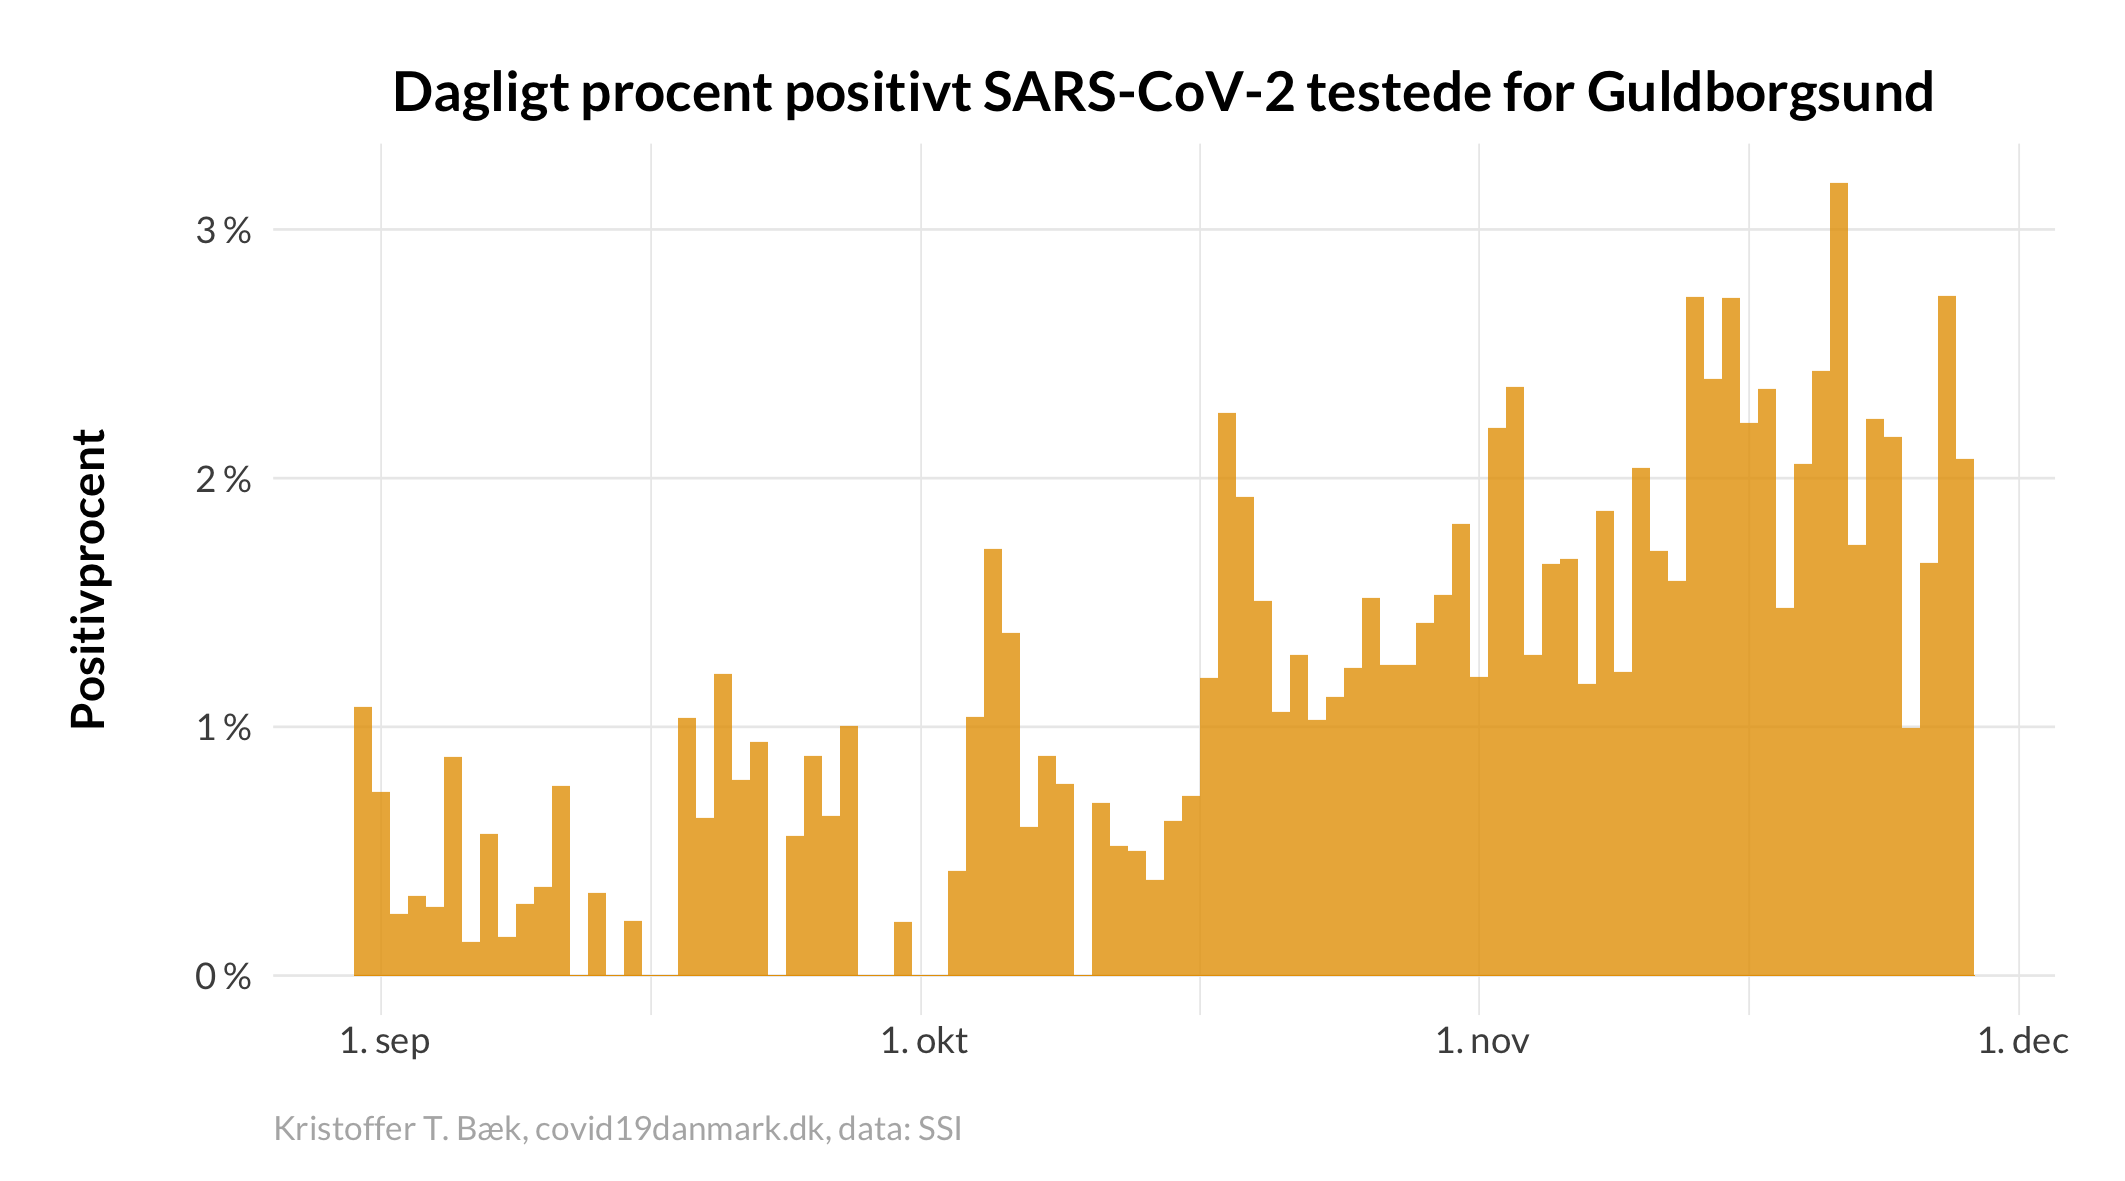 Dagligt procent positivt SARS-CoV-2 testede for Guldborgsund
Positivprocent
3 %
2 %
1 %
0 %
1. sep
1. okt
1. nov
1. dec
Kristoffer T. Bæk, covid19danmark.dk, data: SSI